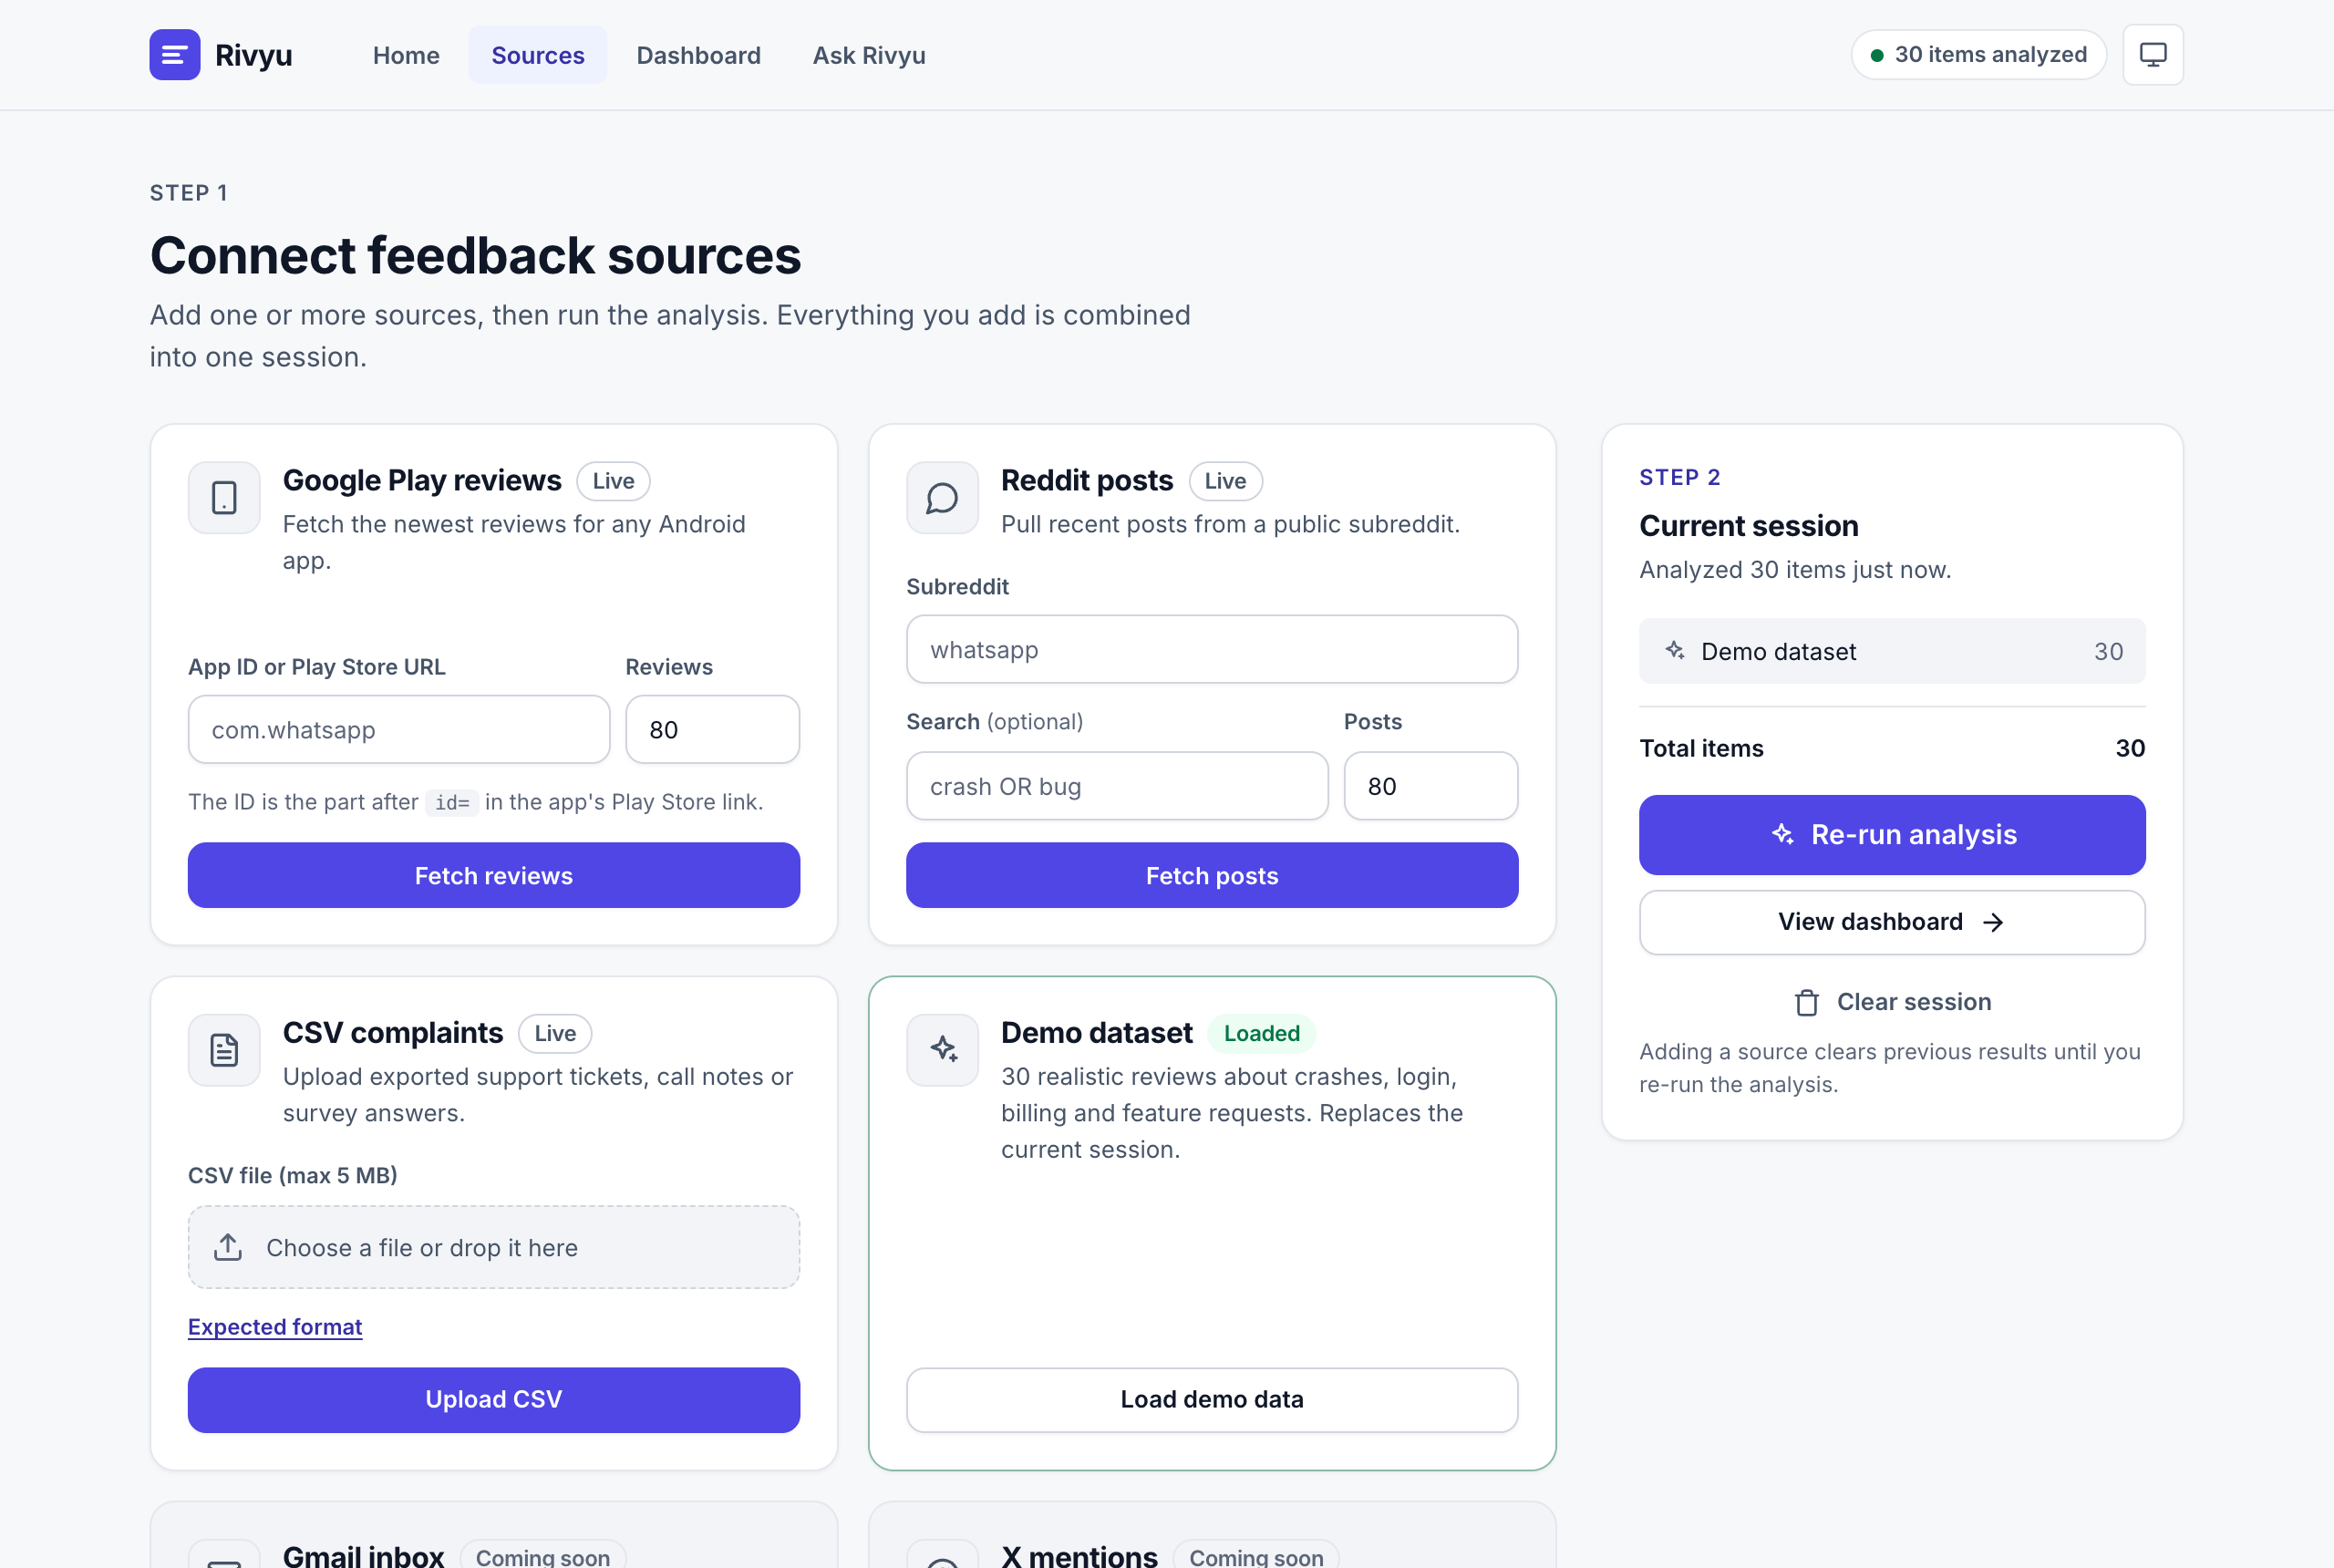 Rivyu
Home
Sources
Dashboard
Ask Rivyu
30 items analyzed
STEP 1
Connect feedback sources
Add one or more sources, then run the analysis. Everything you add is combined
into one session.
Google Play reviews
Live
Fetch the newest reviews for any Android
app.
App ID or Play Store URL
Reviews
com.whatsapp
80
The ID is the part after id= in the app's Play Store link.
Fetch reviews
Reddit posts
Live
Pull recent posts from a public subreddit.
Subreddit
whatsapp
Search (optional)
Posts
crash OR bug
80
Fetch posts
STEP 2
Current session
Analyzed 30 items just now.
Demo dataset
30
Total items
30
Re-run analysis
View dashboard
Clear session
Adding a source clears previous results until you
re-run the analysis.
CSV complaints
Live
Upload exported support tickets, call notes or
survey answers.
CSV file (max 5 MB)
Choose a file or drop it here
Expected format
Upload CSV
Demo dataset
Loaded
30 realistic reviews about crashes, login,
billing and feature requests. Replaces the
current session.
Load demo data
Gmail inbox
Coming soon
X mentions
Coming soon